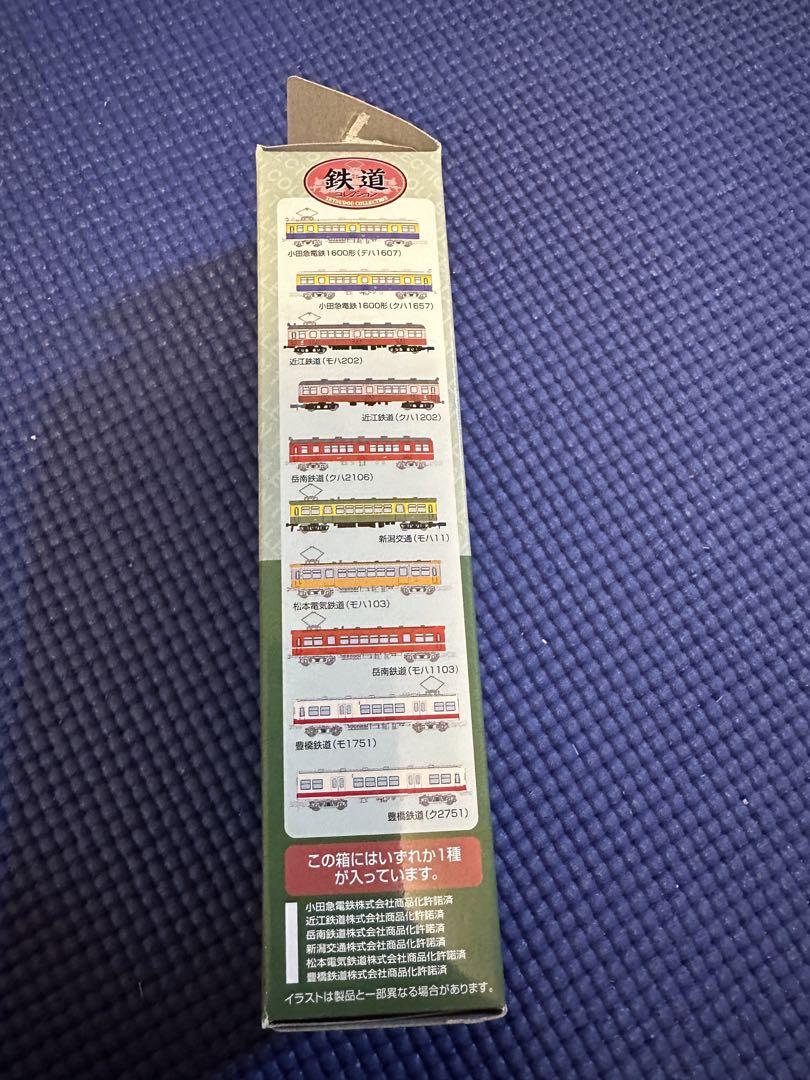 鉄道
コレクション
TETSUDOU COLLECTION
小田急電鉄1600形(デハ1607)
小田急電鉄1600形(クハ1657)
近江鉄道(モハ202)
近江鉄道(クハ1202)
岳南鉄道(クハ2106)
新潟交通(モハ11)
松本電気鉄道(モハ103)
岳南鉄道(モハ1103)
豊橋鉄道(モ1751)
豊橋鉄道(ク2751)
この箱にはいずれか1種
が入っています。
小田急電鉄株式会社商品化許諾済
近江鉄道株式会社商品化許諾済
岳南鉄道株式会社商品化許諾済
新潟交通株式会社商品化許諾済
松本電気鉄道株式会社商品化許諾済
豊橋鉄道株式会社商品化許諾済
イラストは製品と一部異なる場合があります。